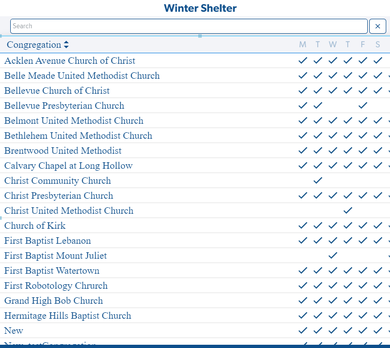 Winter Shelter
Search ×
Congregation M T W T F S
Acklen Avenue Church of Christ
Belle Meade United Methodist Church
Bellevue Church of Christ
Bellevue Presbyterian Church
Belmont United Methodist Church
Bethlehem United Methodist Church
Brentwood United Methodist
Calvary Chapel at Long Hollow
Christ Community Church
Christ Presbyterian Church
Christ United Methodist Church
Church of Kirk
First Baptist Lebanon
First Baptist Mount Juliet
First Baptist Watertown
First Robotology Chrurch
Grand High Bob Church
Hermitage Hills Baptist Church
New